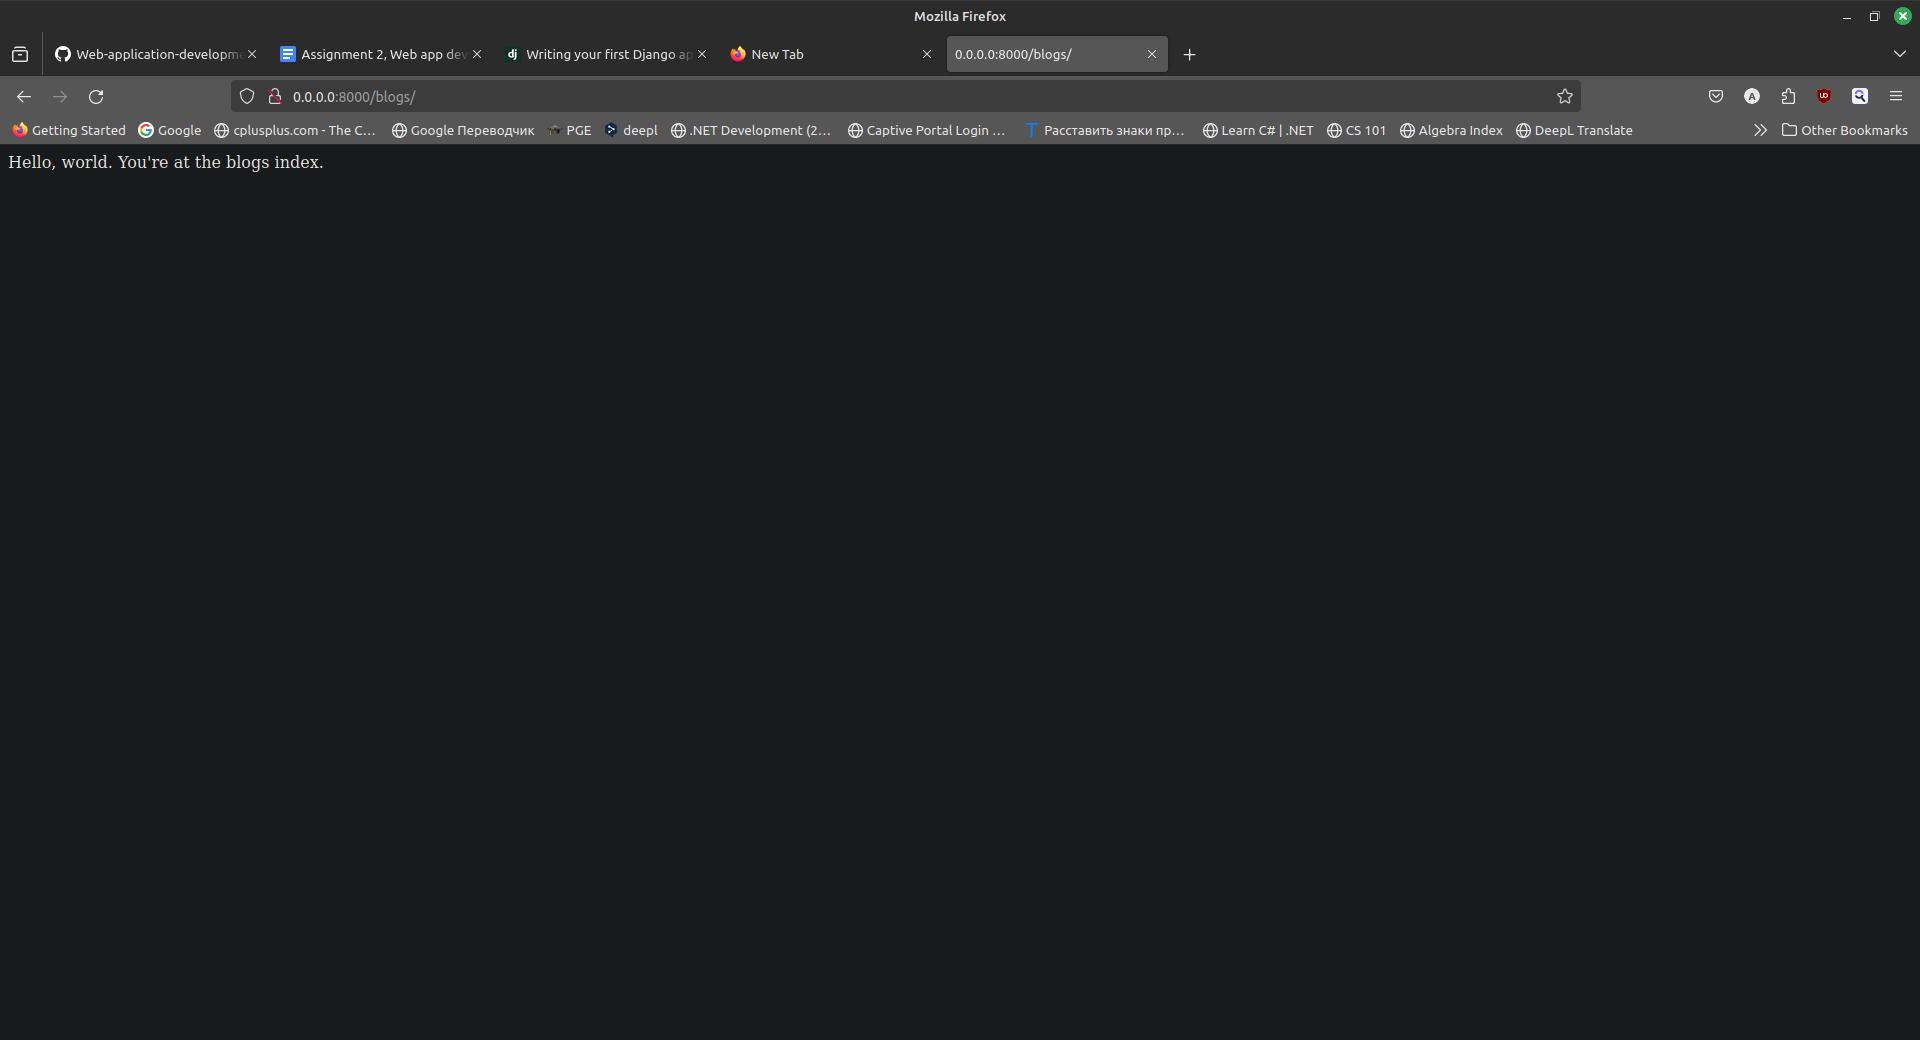 Mozilla Firefox
Web-application-developme
Assignment 2, Web app dev
dj Writing your first Django ap
New Tab
0.0.0.0:8000/blogs/
0.0.0.0:8000/blogs/
A
UD
Getting Started
Google
cplusplus.com - The C...
Google Переводчик
PGE
deepl
.NET Development (2...
Captive Portal Login ...
T Расставить знаки пр...
Learn C# | .NET
CS 101
Algebra Index
DeepL Translate
Other Bookmarks
Hello, world. You're at the blogs index.